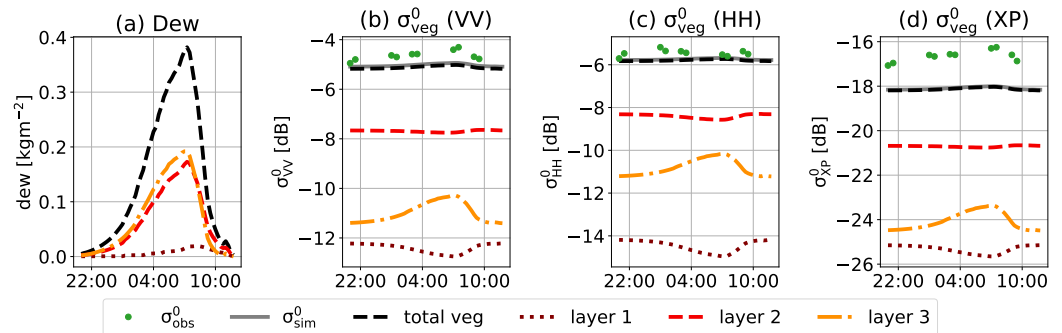 (a) Dew
(b) σ⁰veg (VV)
(c) σ⁰veg (HH)
(d) σ⁰veg (XP)
dew [kgm⁻²]
0.4
0.3
0.2
0.1
0.0
22:00 04:00 10:00
σ⁰VV [dB]
−4
−6
−8
−10
−12
22:00 04:00 10:00
σ⁰HH [dB]
−6
−8
−10
−12
−14
22:00 04:00 10:00
σ⁰XP [dB]
−16
−18
−20
−22
−24
−26
22:00 04:00 10:00
σ⁰obs σ⁰sim total veg layer 1 layer 2 layer 3